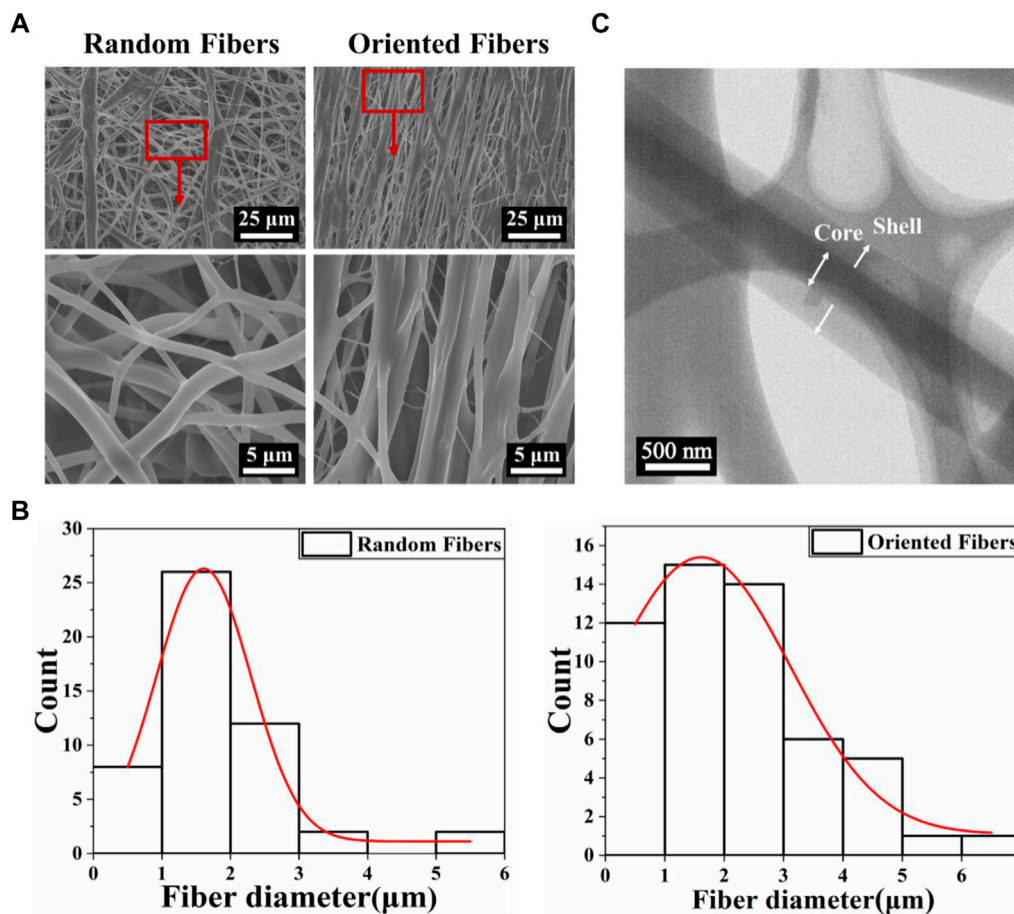 A
Random Fibers
Oriented Fibers
25 μm
25 μm
5 μm
5 μm
C
Core
Shell
500 nm
B
Random Fibers
Count
30
25
20
15
10
5
0
0 1 2 3 4 5 6
Fiber diameter(μm)
Oriented Fibers
Count
16
14
12
10
8
6
4
2
0
0 1 2 3 4 5 6
Fiber diameter(μm)